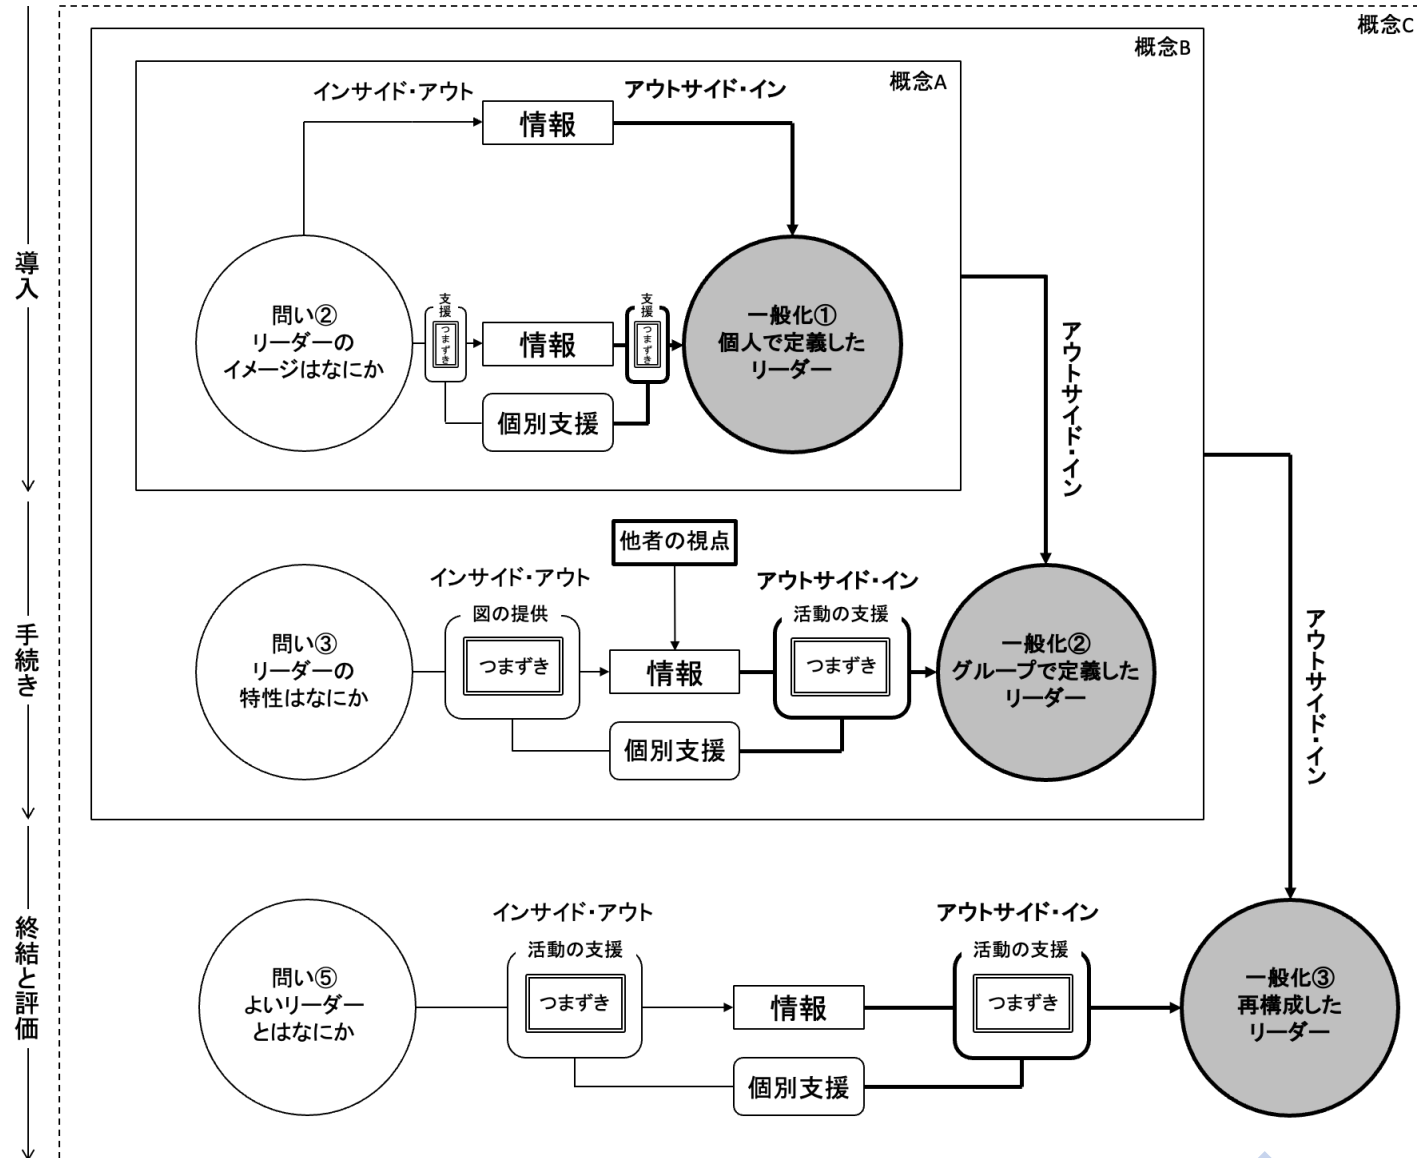 概念C
概念B
概念A
インサイド・アウト
アウトサイド・イン
情報
導入
問い②
リーダーの
イメージはなにか
支援
つまずき
情報
支援
つまずき
個別支援
一般化①
個人で定義した
リーダー
アウトサイド・イン
手続き
他者の視点
インサイド・アウト
アウトサイド・イン
図の提供
活動の支援
問い③
リーダーの
特性はなにか
つまずき
情報
つまずき
個別支援
一般化②
グループで定義した
リーダー
アウトサイド・イン
終結と評価
インサイド・アウト
アウトサイド・イン
活動の支援
活動の支援
問い⑤
よいリーダー
とはなにか
つまずき
情報
つまずき
個別支援
一般化③
再構成した
リーダー